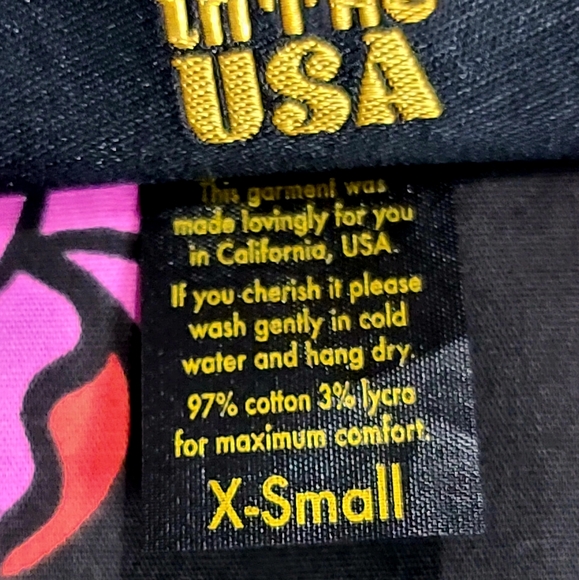 USA
This garment was
made lovingly for you
in California, USA.
If you cherish it please
wash gently in cold
water and hang dry.
97% cotton 3% lycra
for maximum comfort.
X-Small